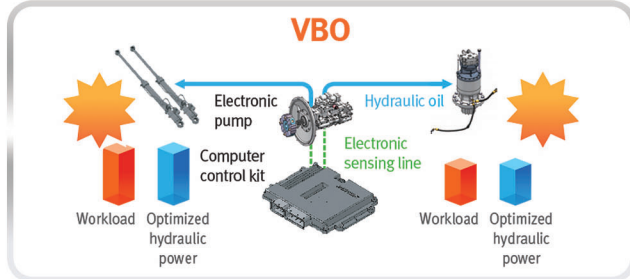 VBO
Electronic
pump
Hydraulic oil
Electronic
sensing line
Computer
control kit
Workload
Optimized
hydraulic
power
Workload
Optimized
hydraulic
power